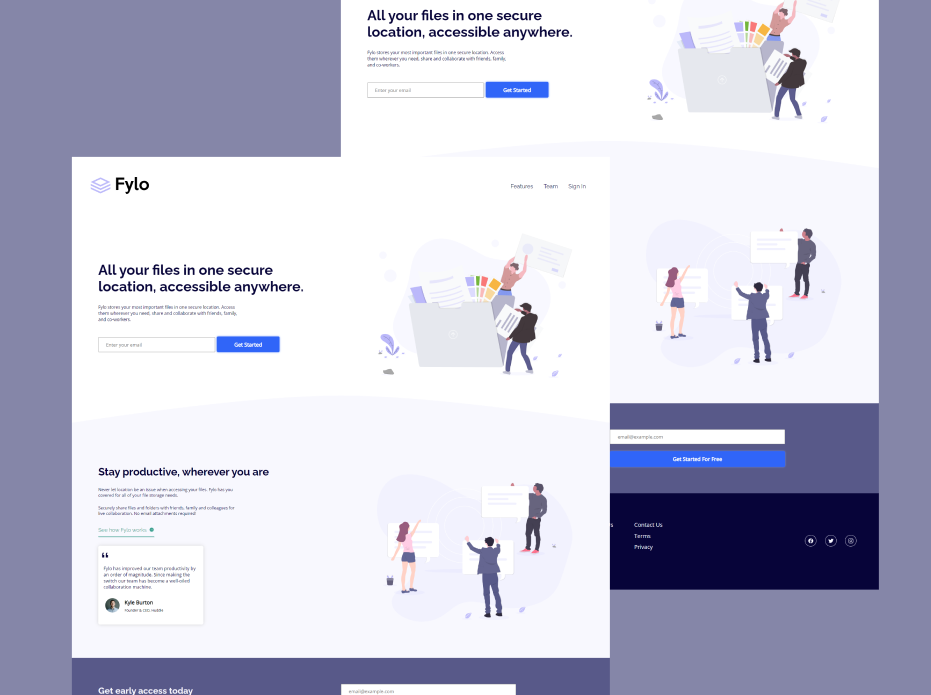 All your files in one secure
location, accessible anywhere.
Fylo stores your most important files in one secure location. Access
them wherever you need, share and collaborate with friends, family,
and co-workers.
Enter your email
Get Started
Fylo
Features
Team
Sign In
All your files in one secure
location, accessible anywhere.
Fylo stores your most important files in one secure location. Access
them wherever you need, share and collaborate with friends, family,
and co-workers.
Enter your email
Get Started
Stay productive, wherever you are
Never let location be an issue when accessing your files. Fylo has you
covered for all of your file storage needs.
Securely share files and folders with friends, family and colleagues for
live collaboration. No email attachments required!
See how Fylo works
“
Fylo has improved our team productivity by
an order of magnitude. Since making the
switch our team has become a well-oiled
collaboration machine.
Kyle Burton
Founder & CEO, Huddle
Get early access today
email@example.com
email@example.com
Get Started For Free
Contact Us
Terms
Privacy